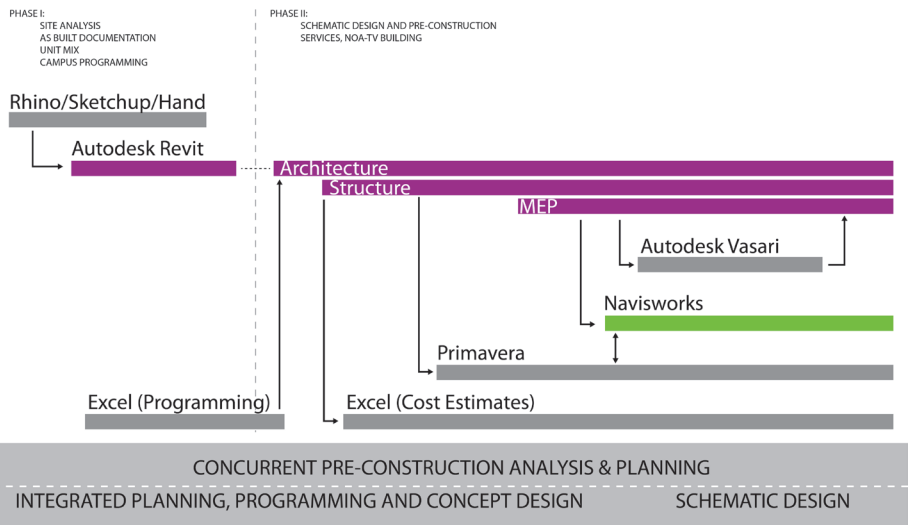 PHASE I:
SITE ANALYSIS
AS BUILT DOCUMENTATION
UNIT MIX
CAMPUS PROGRAMMING
PHASE II:
SCHEMATIC DESIGN AND PRE-CONSTRUCTION
SERVICES, NOA-TV BUILDING
Rhino/Sketchup/Hand
Autodesk Revit
Architecture
Structure
MEP
Autodesk Vasari
Navisworks
Primavera
Excel (Programming)
Excel (Cost Estimates)
CONCURRENT PRE-CONSTRUCTION ANALYSIS & PLANNING
INTEGRATED PLANNING, PROGRAMMING AND CONCEPT DESIGN
SCHEMATIC DESIGN